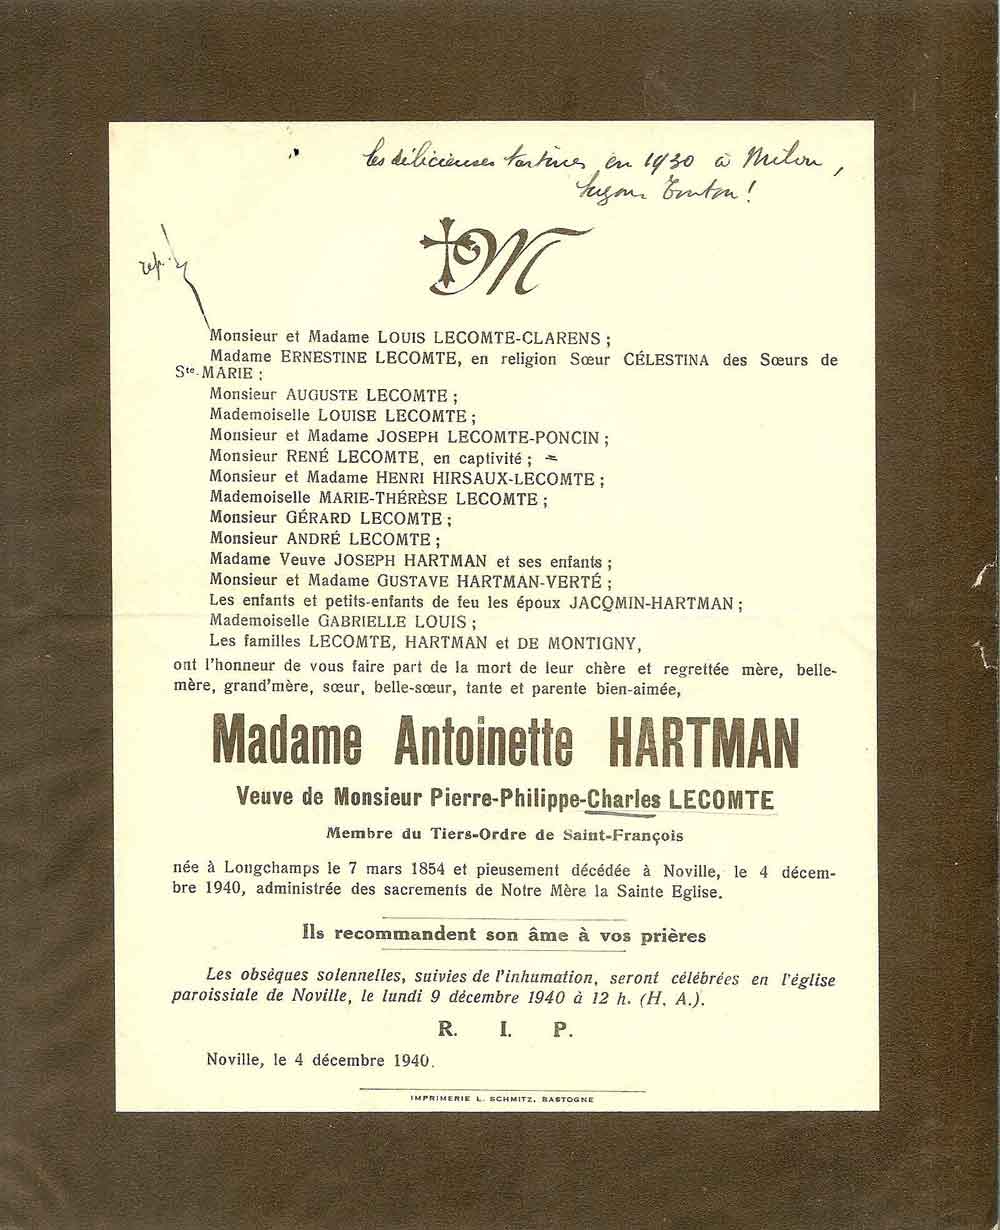 les délicieuses tartines en 1930 à
M
Monsieur et Madame LOUIS LECOMTE-CLARENS ;
Madame ERNESTINE LECOMTE, en religion Sœur CÉLESTINA des Sœurs de
Ste-MARIE ;
Monsieur AUGUSTE LECOMTE ;
Mademoiselle LOUISE LECOMTE ;
Monsieur et Madame JOSEPH LECOMTE-PONCIN ;
Monsieur RENÉ LECOMTE, en captivité ;
Monsieur et Madame HENRI HIRSAUX-LECOMTE ;
Mademoiselle MARIE-THÉRÈSE LECOMTE ;
Monsieur GÉRARD LECOMTE ;
Monsieur ANDRÉ LECOMTE ;
Madame Veuve JOSEPH HARTMAN et ses enfants ;
Monsieur et Madame GUSTAVE HARTMAN-VERTÉ ;
Les enfants et petits-enfants de feu les époux JACQMIN-HARTMAN ;
Mademoiselle GABRIELLE LOUIS ;
Les familles LECOMTE, HARTMAN et DE MONTIGNY,
ont l'honneur de vous faire part de la mort de leur chère et regrettée mère, belle-
mère, grand'mère, sœur, belle-sœur, tante et parente bien-aimée,
Madame Antoinette HARTMAN
Veuve de Monsieur Pierre-Philippe-Charles LECOMTE
Membre du Tiers-Ordre de Saint-François
née à Longchamps le 7 mars 1854 et pieusement décédée à Noville, le 4 décem-
bre 1940, administrée des sacrements de Notre Mère la Sainte Eglise.
Ils recommandent son âme à vos prières
Les obsèques solennelles, suivies de l'inhumation, seront célébrées en l'église
paroissiale de Noville, le lundi 9 décembre 1940 à 12 h. (H. A.).
R. I. P.
Noville, le 4 décembre 1940.
IMPRIMERIE L. SCHMITZ, BASTOGNE